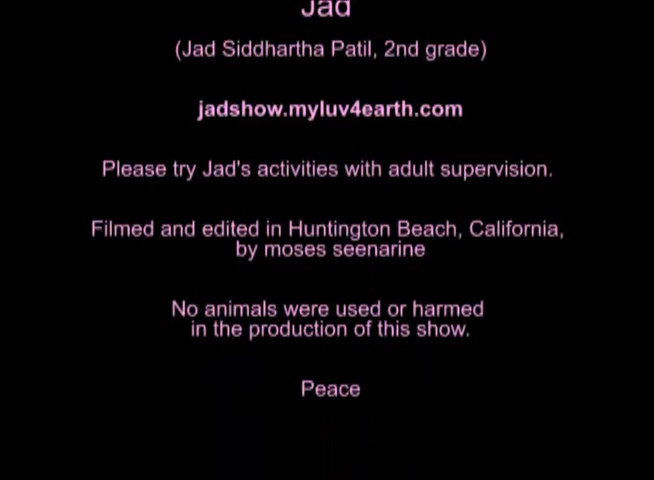 Jad
(Jad Siddhartha Patil, 2nd grade)
jadshow.myluv4earth.com
Please try Jad's activities with adult supervision.
Filmed and edited in Huntington Beach, California,
by moses seenarine
No animals were used or harmed
in the production of this show.
Peace